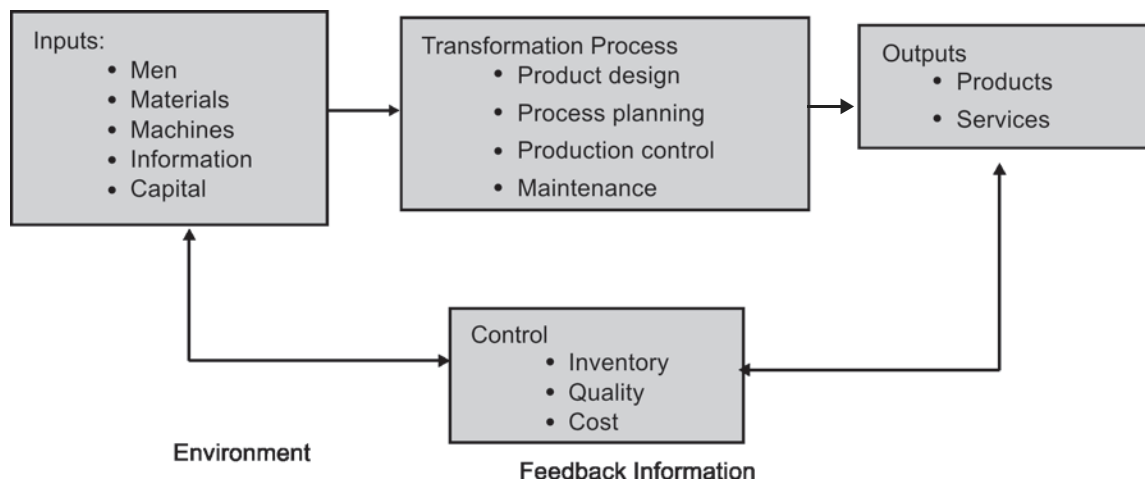 Inputs:
• Men
• Materials
• Machines
• Information
• Capital
Transformation Process
• Product design
• Process planning
• Production control
• Maintenance
Outputs
• Products
• Services
Control
• Inventory
• Quality
• Cost
Environment
Feedback Information